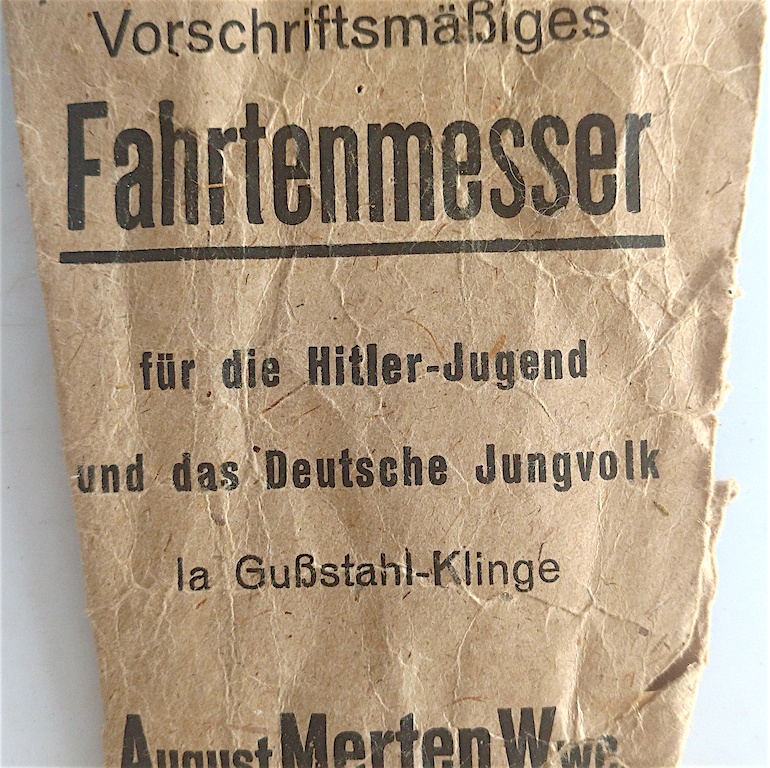 Vorschriftsmäßiges
Fahrtenmesser
für die Hitler-Jugend
und das Deutsche Jungvolk
Ia Gußstahl-Klinge
August Merten Wwe.